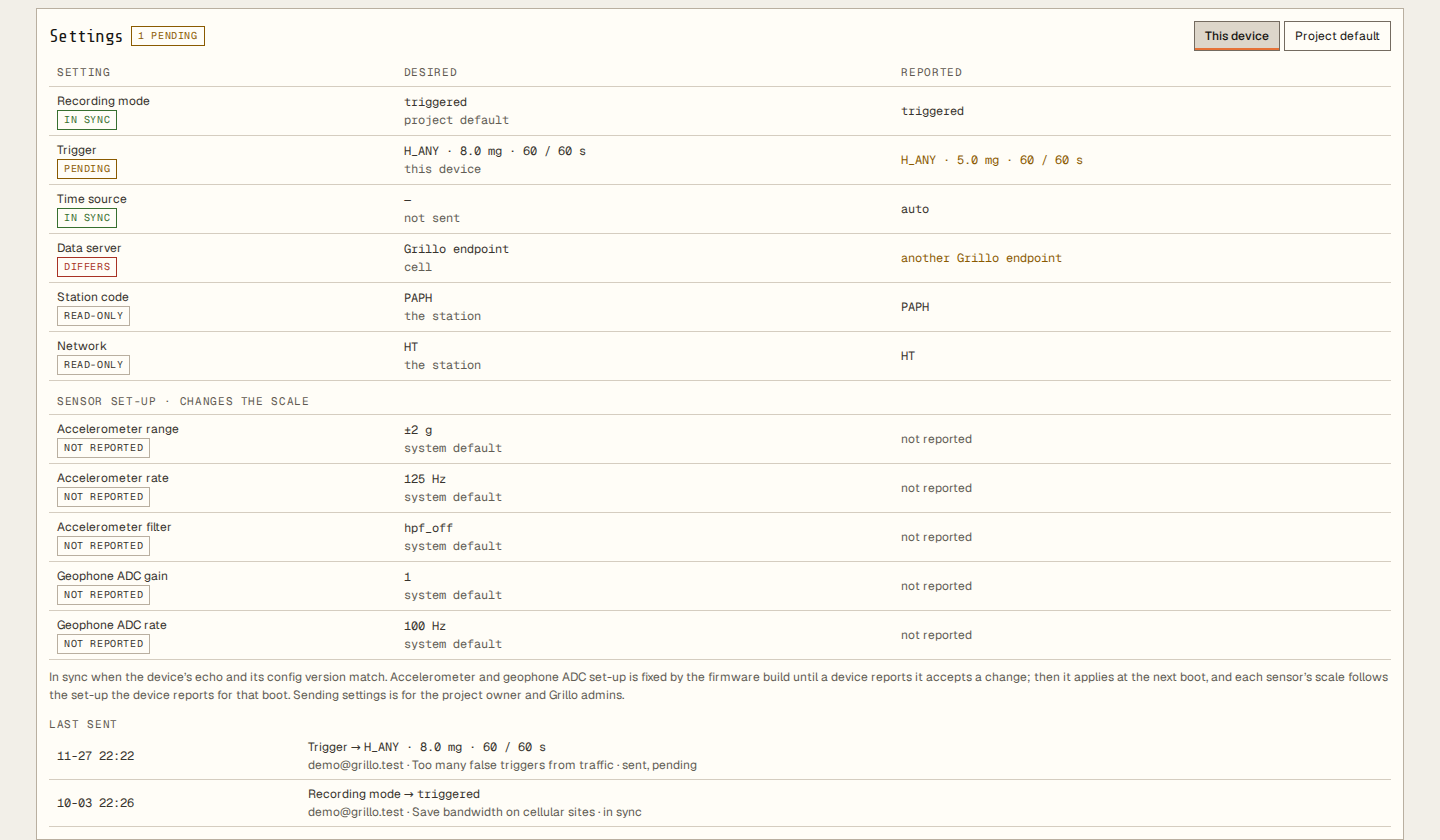 Settings 1 PENDING This device Project default
SETTING DESIRED REPORTED
Recording mode
IN SYNC
triggered
project default
triggered
Trigger
PENDING
H_ANY · 8.0 mg · 60 / 60 s
this device
H_ANY · 5.0 mg · 60 / 60 s
Time source
IN SYNC
—
not sent
auto
Data server
DIFFERS
Grillo endpoint
cell
another Grillo endpoint
Station code
READ-ONLY
PAPH
the station
PAPH
Network
READ-ONLY
HT
the station
HT
SENSOR SET-UP · CHANGES THE SCALE
Accelerometer range
NOT REPORTED
±2 g
system default
not reported
Accelerometer rate
NOT REPORTED
125 Hz
system default
not reported
Accelerometer filter
NOT REPORTED
hpf_off
system default
not reported
Geophone ADC gain
NOT REPORTED
1
system default
not reported
Geophone ADC rate
NOT REPORTED
100 Hz
system default
not reported
In sync when the device's echo and its config version match. Accelerometer and geophone ADC set-up is fixed by the firmware build until a device reports it accepts a change; then it applies at the next boot, and each sensor's scale follows
the set-up the device reports for that boot. Sending settings is for the project owner and Grillo admins.
LAST SENT
11-27 22:22
Trigger → H_ANY · 8.0 mg · 60 / 60 s
demo@grillo.test · Too many false triggers from traffic · sent, pending
10-03 22:26
Recording mode → triggered
demo@grillo.test · Save bandwidth on cellular sites · in sync